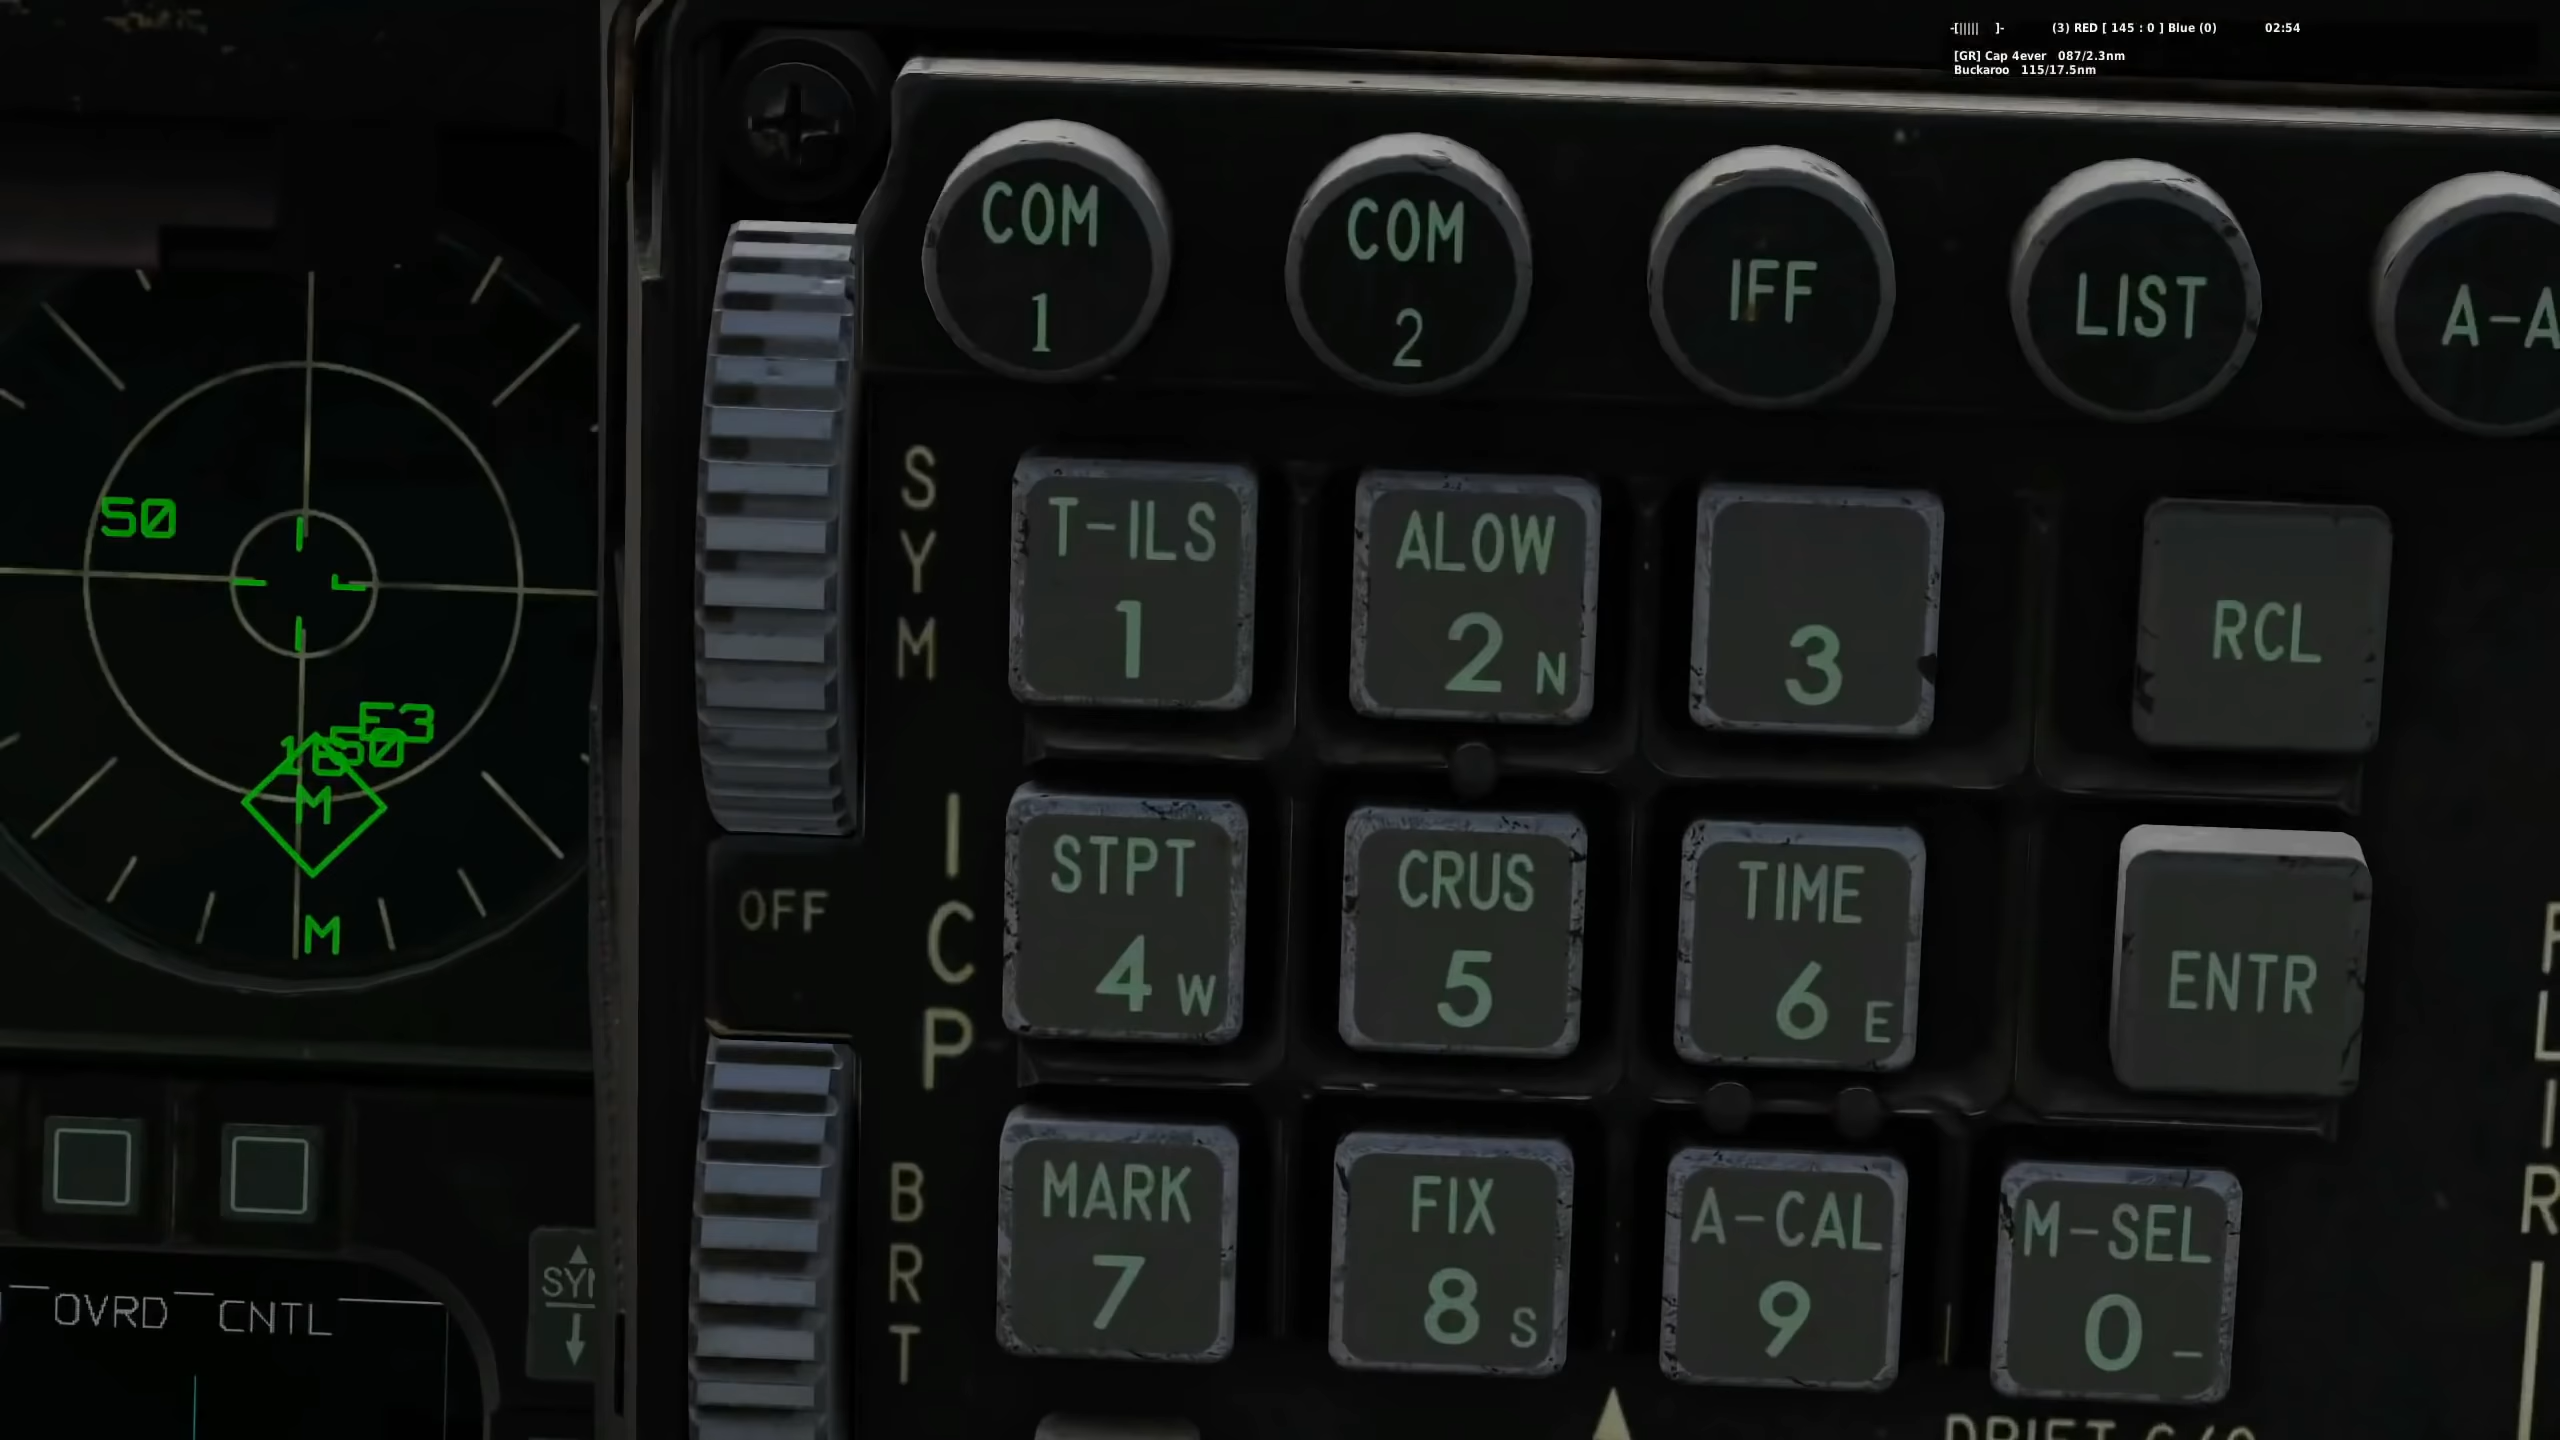 -[||||| ]- (3) RED [ 145 : 0 ] Blue (0) 02:54
[GR] Cap 4ever 087/2.3nm
Buckaroo 115/17.5nm
COM 1
COM 2
IFF
LIST
A-A
SYM
T-ILS 1
ALOW 2 N
3
RCL
50
E3
50
M
M
OFF
ICP
STPT 4 W
CRUS 5
TIME 6 E
ENTR
BRT
MARK 7
FIX 8 S
A-CAL 9
M-SEL 0 -
OVRD CNTL